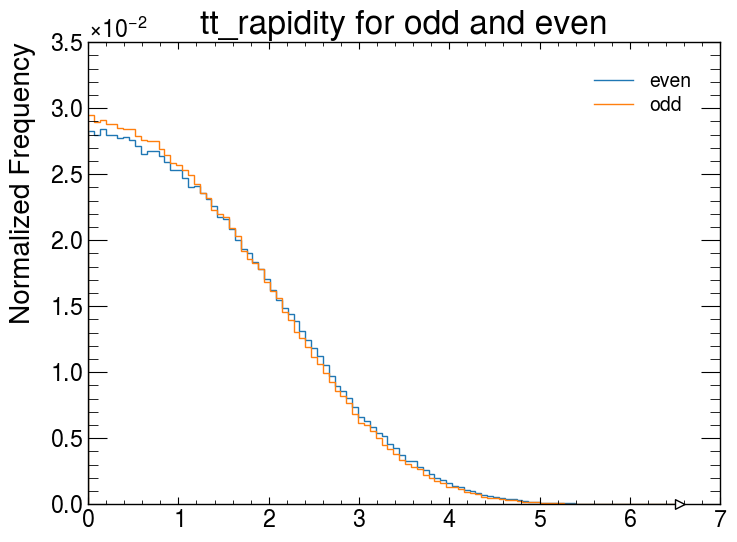 tt_rapidity for odd and even
×10⁻²
Normalized Frequency
3.5
3.0
2.5
2.0
1.5
1.0
0.5
0.0
0 1 2 3 4 5 6 7
even
odd